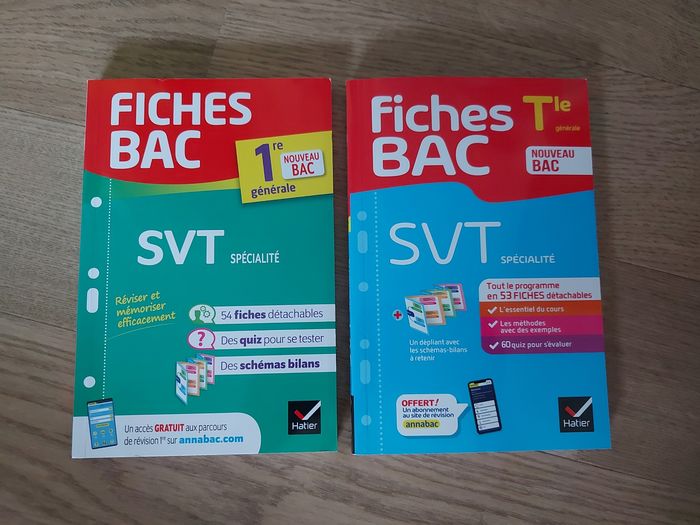 FICHES
BAC
1re
générale
NOUVEAU
BAC
SVT SPÉCIALITÉ
Réviser et
mémoriser
efficacement
54 fiches détachables
?
Des quiz pour se tester
Des schémas bilans
Un accès GRATUIT aux parcours
de révision 1re sur annabac.com
Hatier
fiches
BAC
Tle
générale
NOUVEAU
BAC
SVT SPÉCIALITÉ
Tout le programme
en 53 FICHES détachables
L'essentiel du cours
Les méthodes
avec des exemples
60 quiz pour s'évaluer
+
Un dépliant avec
les schémas-bilans
à retenir
OFFERT!
Un abonnement
au site de révision
annabac
Hatier